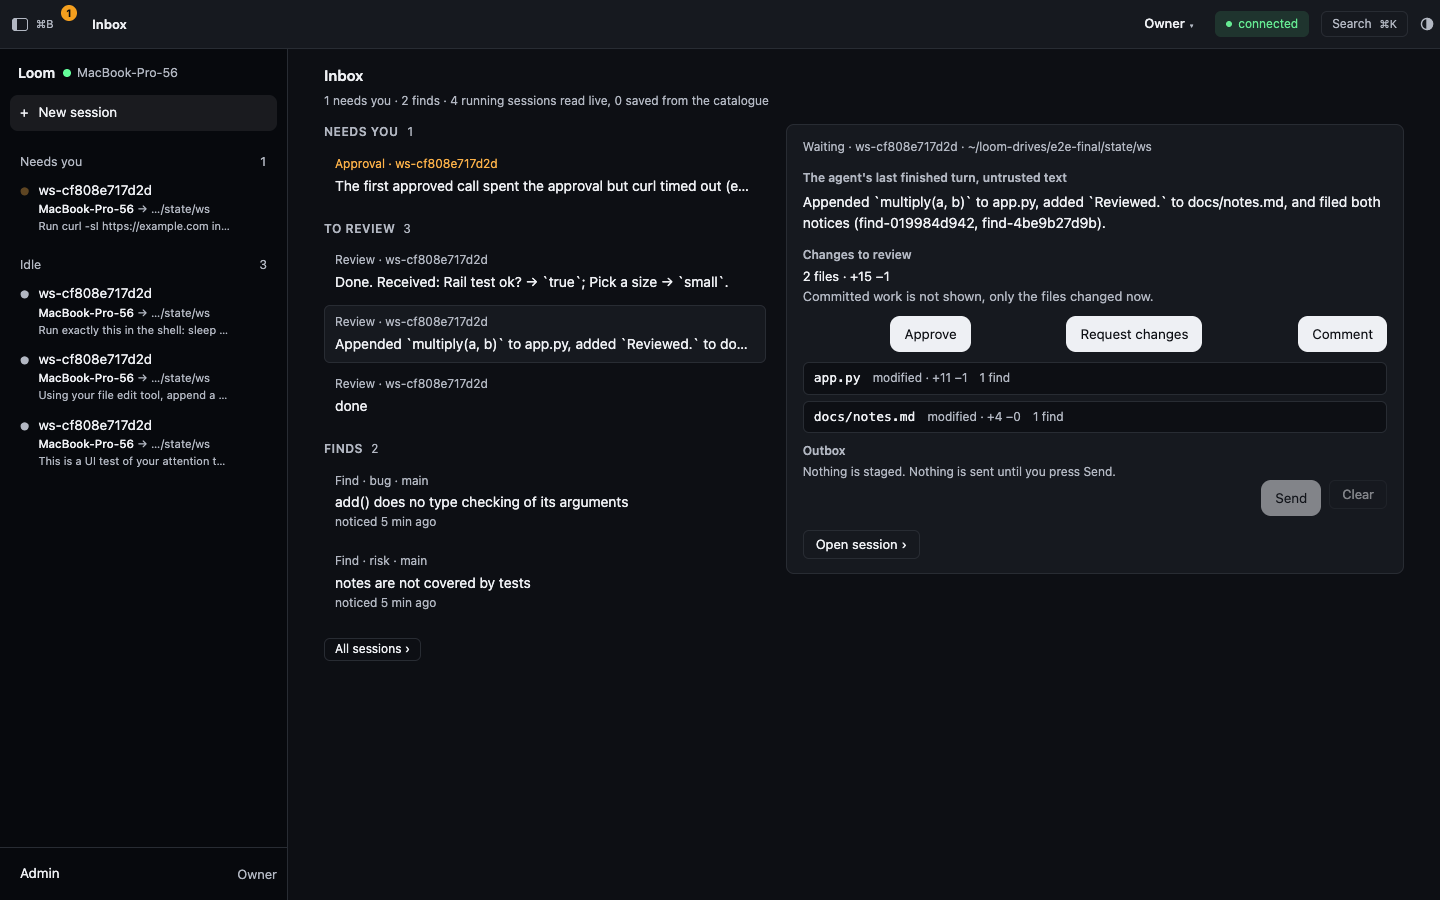 ⌘B
1
Inbox
Owner
connected
Search ⌘K
Loom MacBook-Pro-56
+ New session
Needs you 1
ws-cf808e717d2d
MacBook-Pro-56 → .../state/ws
Run curl -sI https://example.com in...
Idle 3
ws-cf808e717d2d
MacBook-Pro-56 → .../state/ws
Run exactly this in the shell: sleep ...
ws-cf808e717d2d
MacBook-Pro-56 → .../state/ws
Using your file edit tool, append a ...
ws-cf808e717d2d
MacBook-Pro-56 → .../state/ws
This is a UI test of your attention t...
Admin Owner
Inbox
1 needs you · 2 finds · 4 running sessions read live, 0 saved from the catalogue
NEEDS YOU 1
Approval · ws-cf808e717d2d
The first approved call spent the approval but curl timed out (e...
TO REVIEW 3
Review · ws-cf808e717d2d
Done. Received: Rail test ok? → `true`; Pick a size → `small`.
Review · ws-cf808e717d2d
Appended `multiply(a, b)` to app.py, added `Reviewed.` to do...
Review · ws-cf808e717d2d
done
FINDS 2
Find · bug · main
add() does no type checking of its arguments
noticed 5 min ago
Find · risk · main
notes are not covered by tests
noticed 5 min ago
All sessions ›
Waiting · ws-cf808e717d2d · ~/loom-drives/e2e-final/state/ws
The agent's last finished turn, untrusted text
Appended `multiply(a, b)` to app.py, added `Reviewed.` to docs/notes.md, and filed both
notices (find-019984d942, find-4be9b27d9b).
Changes to review
2 files · +15 −1
Committed work is not shown, only the files changed now.
Approve
Request changes
Comment
app.py modified · +11 −1 1 find
docs/notes.md modified · +4 −0 1 find
Outbox
Nothing is staged. Nothing is sent until you press Send.
Send
Clear
Open session ›